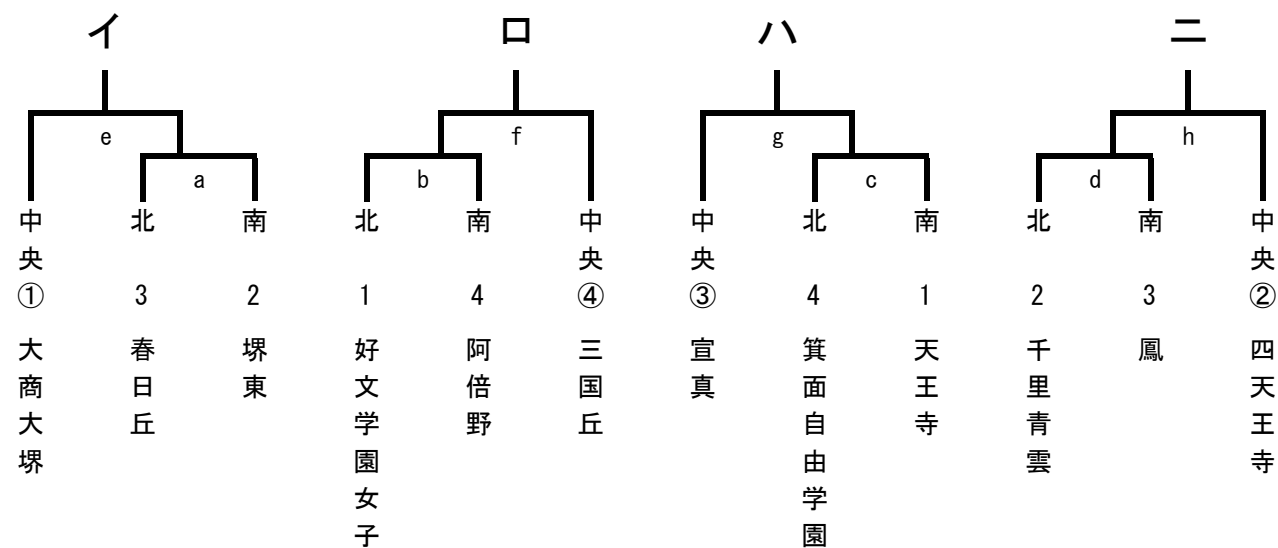 イ ロ ハ ニ
e f g h
a b c d
中央① 北 南 北 南 中央④ 中央③ 北 南 北 南 中央②
3 2 1 4 4 1 2 3
大商大堺 春日丘 堺東 好文学園女子 阿倍野 三国丘 宣真 箕面自由学園 天王寺 千里青雲 鳳 四天王寺